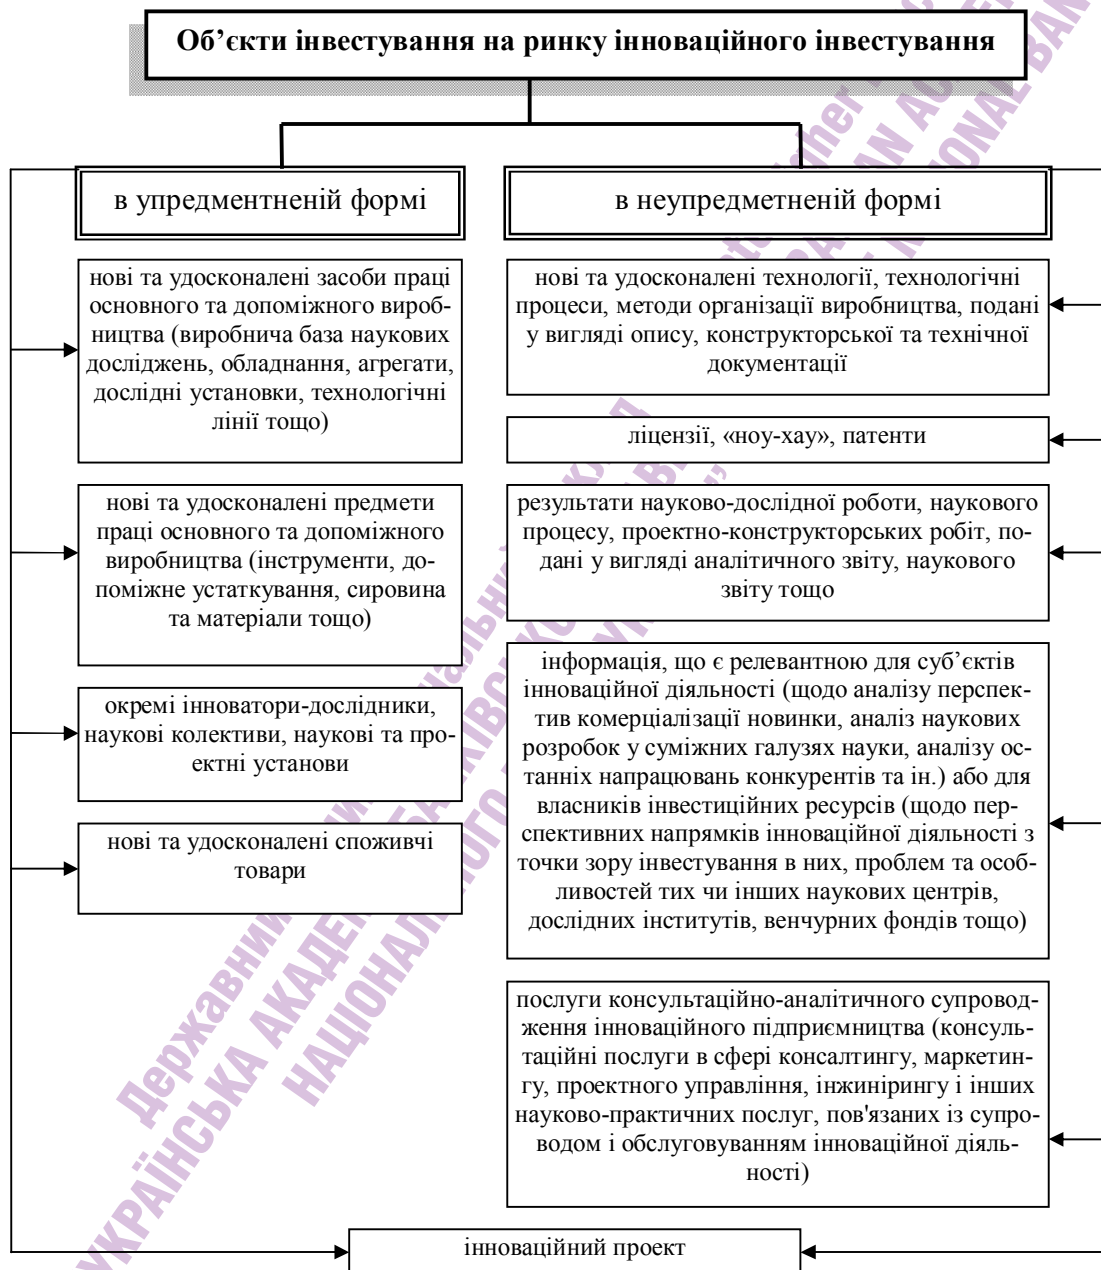 Об’єкти інвестування на ринку інноваційного інвестування
в упредментненій формі
в неупредметненій формі
нові та удосконалені засоби праці
основного та допоміжного вироб-
ництва (виробнича база наукових
досліджень, обладнання, агрегати,
дослідні установки, технологічні
лінії тощо)
нові та удосконалені предмети
праці основного та допоміжного
виробництва (інструменти, до-
поміжне устаткування, сировина
та матеріали тощо)
окремі інноватори-дослідники,
наукові колективи, наукові та про-
ектні установи
нові та удосконалені споживчі
товари
нові та удосконалені технології, технологічні
процеси, методи організації виробництва, подані
у вигляді опису, конструкторської та технічної
документації
ліцензії, «ноу-хау», патенти
результати науково-дослідної роботи, наукового
процесу, проектно-конструкторських робіт, по-
дані у вигляді аналітичного звіту, наукового
звіту тощо
інформація, що є релевантною для суб’єктів
інноваційної діяльності (щодо аналізу перспек-
тив комерціалізації новинки, аналіз наукових
розробок у суміжних галузях науки, аналізу ос-
танніх напрацювань конкурентів та ін.) або для
власників інвестиційних ресурсів (щодо пер-
спективних напрямків інноваційної діяльності з
точки зору інвестування в них, проблем та особ-
ливостей тих чи інших наукових центрів,
дослідних інститутів, венчурних фондів тощо)
послуги консультаційно-аналітичного супровод-
ження інноваційного підприємництва (консуль-
таційні послуги в сфері консалтингу, маркетин-
гу, проектного управління, інжинірингу і інших
науково-практичних послуг, пов'язаних із супро-
водом і обслуговуванням інноваційної діяль-
ності)
інноваційний проект